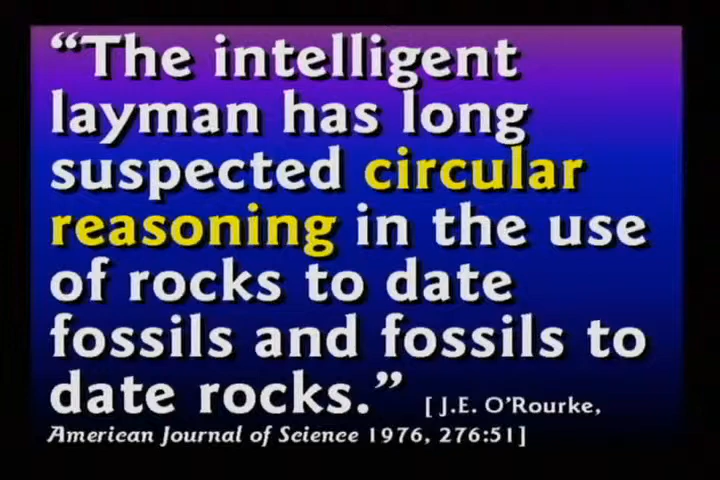 “The intelligent
layman has long
suspected circular
reasoning in the use
of rocks to date
fossils and fossils to
date rocks.” [J.E. O’Rourke,
American Journal of Science 1976, 276:51]